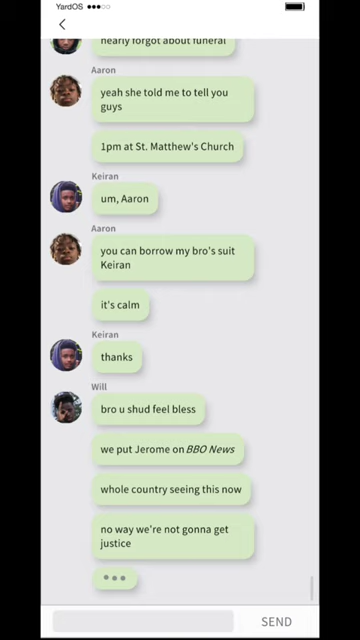 YardOS
nearly forgot about funeral
Aaron
yeah she told me to tell you
guys
1pm at St. Matthew's Church
Keiran
um, Aaron
Aaron
you can borrow my bro's suit
Keiran
it's calm
Keiran
thanks
Will
bro u shud feel bless
we put Jerome on BBO News
whole country seeing this now
no way we're not gonna get
justice
SEND